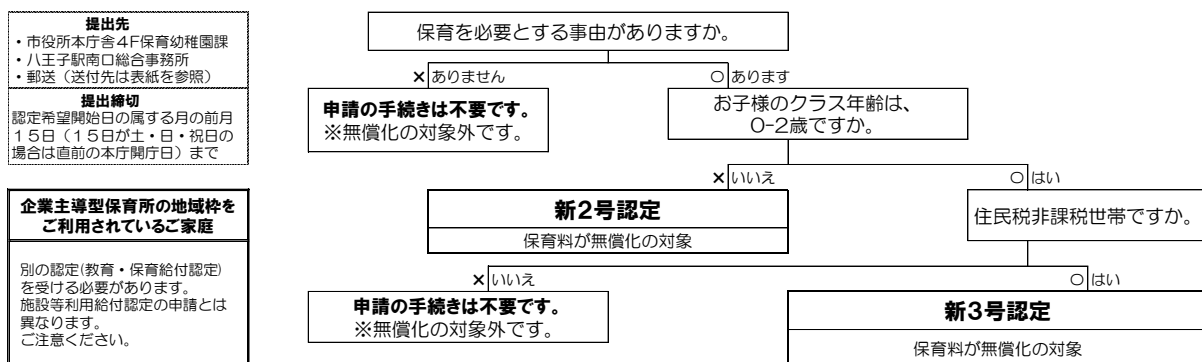 提出先
・市役所本庁舎4F保育幼稚園課
・八王子駅南口総合事務所
・郵送（送付先は表紙を参照）
提出締切
認定希望開始日の属する月の前月
１５日（１５日が土・日・祝日の
場合は直前の本庁開庁日）まで
企業主導型保育所の地域枠を
ご利用されているご家庭
別の認定(教育・保育給付認定)
を受ける必要があります。
施設等利用給付認定の申請とは
異なります。
ご注意ください。
保育を必要とする事由がありますか。
×ありません
○あります
申請の手続きは不要です。
※無償化の対象外です。
お子様のクラス年齢は、
0-2歳ですか。
×いいえ
○はい
新2号認定
保育料が無償化の対象
住民税非課税世帯ですか。
×いいえ
○はい
申請の手続きは不要です。
※無償化の対象外です。
新3号認定
保育料が無償化の対象